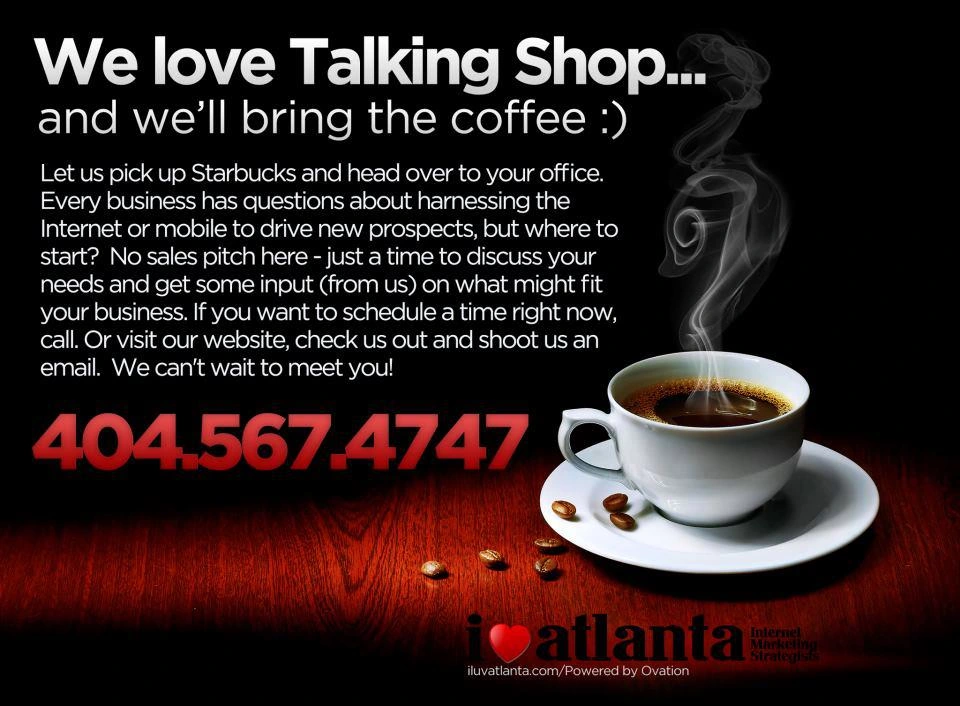 We love Talking Shop...
and we'll bring the coffee :)
Let us pick up Starbucks and head over to your office.
Every business has questions about harnessing the
Internet or mobile to drive new prospects, but where to
start?  No sales pitch here - just a time to discuss your
needs and get some input (from us) on what might fit
your business. If you want to schedule a time right now,
call. Or visit our website, check us out and shoot us an
email.  We can't wait to meet you!
404.567.4747
i atlanta
Internet
Marketing
Strategists
iluvatlanta.com/Powered by Ovation